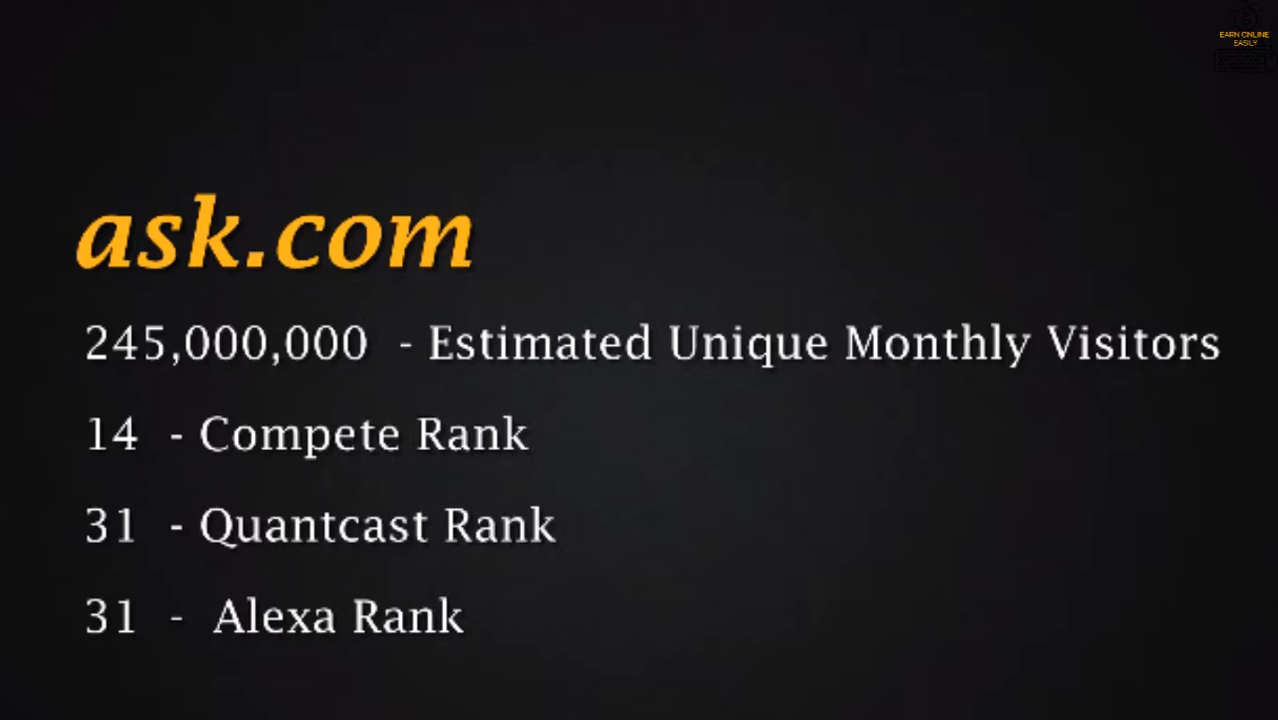 EARN ONLINE
EASILY
ask.com
245,000,000 - Estimated Unique Monthly Visitors
14 - Compete Rank
31 - Quantcast Rank
31 - Alexa Rank